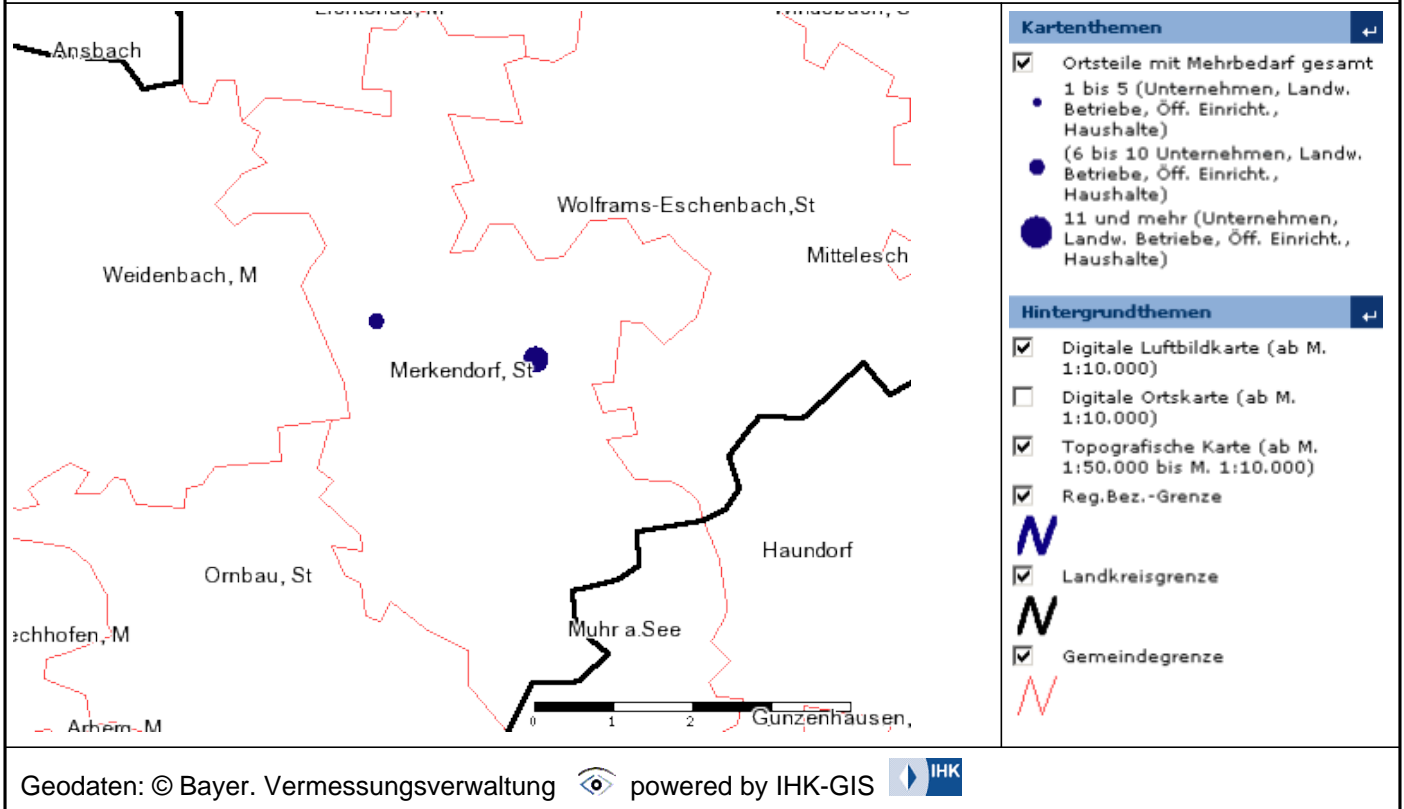 Ansbach
Wolframs-Eschenbach,St
Mittelesch
Weidenbach, M
Merkendorf, St
Haundorf
Ornbau, St
Muhr a.See
echhofen, M
Gunzenhausen,
0 1 2
Arberg, M
Kartenthemen
Ortsteile mit Mehrbedarf gesamt
1 bis 5 (Unternehmen, Landw.
Betriebe, Öff. Einricht.,
Haushalte)
(6 bis 10 Unternehmen, Landw.
Betriebe, Öff. Einricht.,
Haushalte)
11 und mehr (Unternehmen,
Landw. Betriebe, Öff. Einricht.,
Haushalte)
Hintergrundthemen
Digitale Luftbildkarte (ab M.
1:10.000)
Digitale Ortskarte (ab M.
1:10.000)
Topografische Karte (ab M.
1:50.000 bis M. 1:10.000)
Reg.Bez.-Grenze
Landkreisgrenze
Gemeindegrenze
Geodaten: © Bayer. Vermessungsverwaltung powered by IHK-GIS IHK